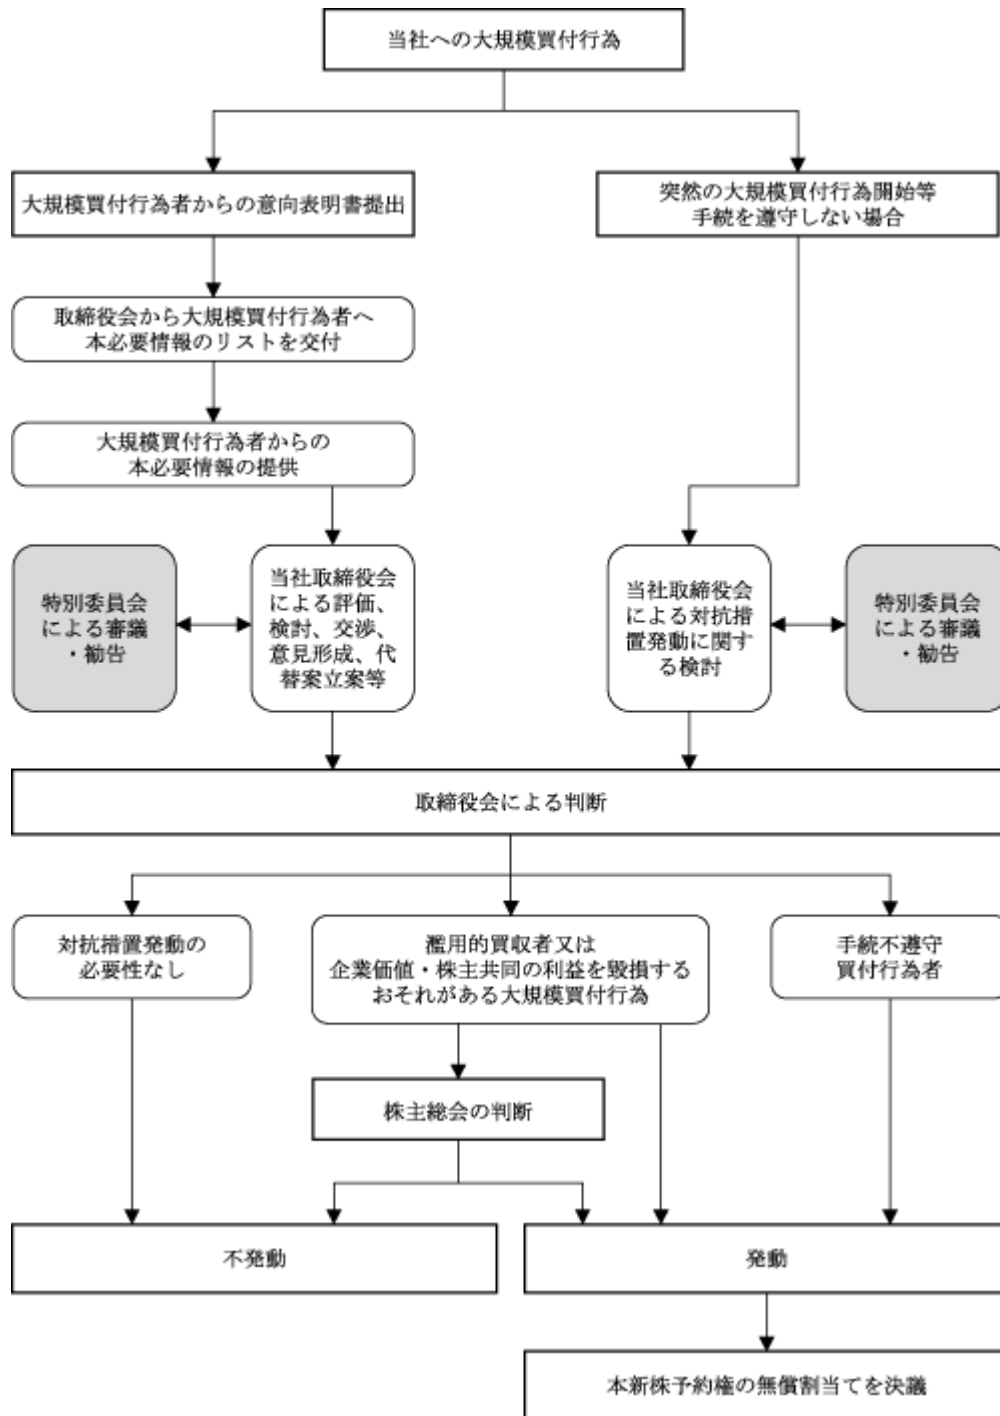 当社への大規模買付行為
大規模買付行為者からの意向表明書提出
突然の大規模買付行為開始等
手続を遵守しない場合
取締役会から大規模買付行為者へ
本必要情報のリストを交付
大規模買付行為者からの
本必要情報の提供
特別委員会
による審議
・勧告
当社取締役会
による評価、
検討、交渉、
意見形成、代
替案立案等
当社取締役会
による対抗措
置発動に関す
る検討
特別委員会
による審議
・勧告
取締役会による判断
対抗措置発動の
必要性なし
濫用的買収者又は
企業価値・株主共同の利益を毀損する
おそれがある大規模買付行為
手続不遵守
買付行為者
株主総会の判断
不発動
発動
本新株予約権の無償割当てを決議